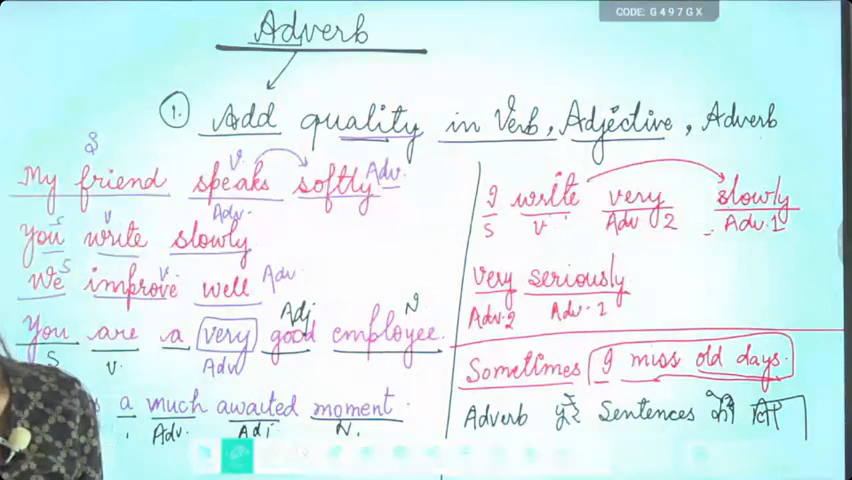 CODE: G497GX
Adverb
1. Add quality in Verb, Adjective, Adverb
S
V.
My friend speaks softly Adv.
Adv.
S V
you write slowly
S V
We improve well Adv
Adj N
You are a very good employee.
S V. Adv
a much awaited moment.
Adv. Adj. N.
I write very slowly
S V Adv 2 Adv.1
very seriously
Adv.2 Adv.1
Sometimes I miss old days.
Adverb पूरे Sentences को